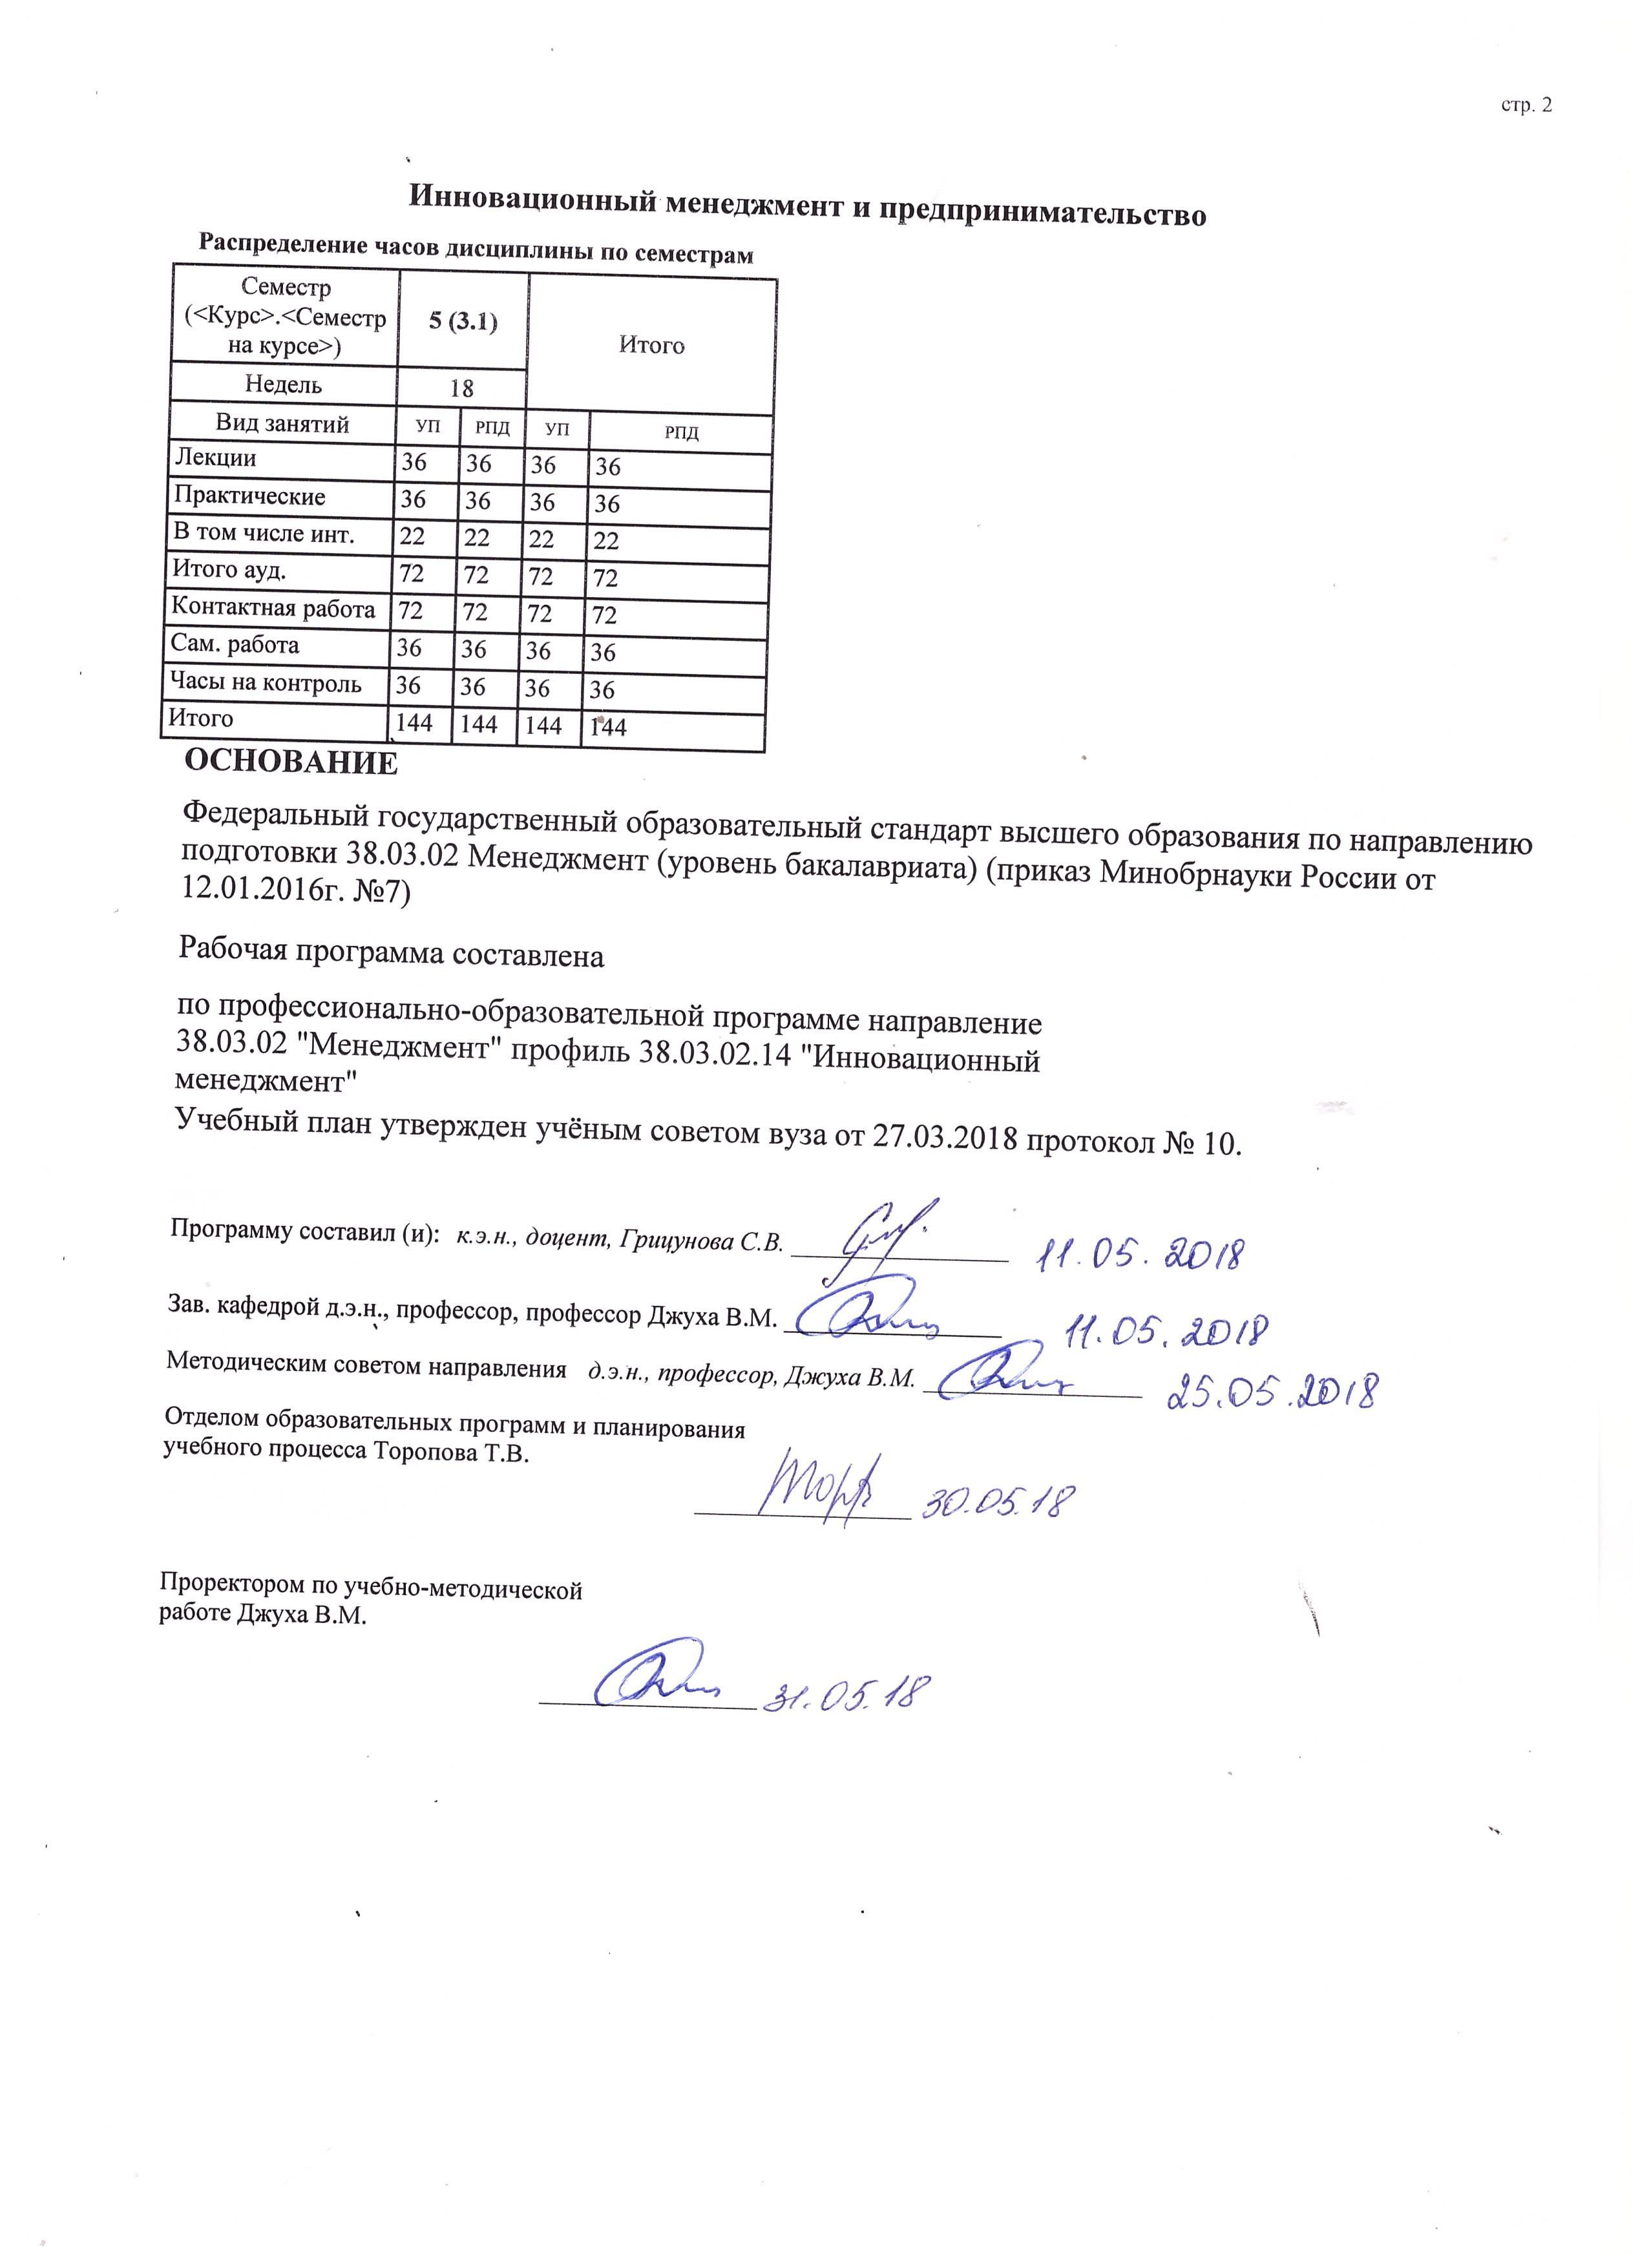 стр. 2
Инновационный менеджмент и предпринимательство
Распределение часов дисциплины по семестрам
Семестр
(<Курс>.<Семестр
на курсе>)
5 (3.1)
Итого
Недель 18
Вид занятий УП РПД УП РПД
Лекции 36 36 36 36
Практические 36 36 36 36
В том числе инт. 22 22 22 22
Итого ауд. 72 72 72 72
Контактная работа 72 72 72 72
Сам. работа 36 36 36 36
Часы на контроль 36 36 36 36
Итого 144 144 144 144
ОСНОВАНИЕ
Федеральный государственный образовательный стандарт высшего образования по направлению
подготовки 38.03.02 Менеджмент (уровень бакалавриата) (приказ Минобрнауки России от
12.01.2016г. №7)
Рабочая программа составлена
по профессионально-образовательной программе направление
38.03.02 "Менеджмент" профиль 38.03.02.14 "Инновационный
менеджмент"
Учебный план утвержден учёным советом вуза от 27.03.2018 протокол № 10.
Программу составил (и): к.э.н., доцент, Грицунова С.В. 11.05.2018
Зав. кафедрой д.э.н., профессор, профессор Джуха В.М. 11.05.2018
Методическим советом направления д.э.н., профессор, Джуха В.М. 25.05.2018
Отделом образовательных программ и планирования
учебного процесса Торопова Т.В.
30.05.18
Проректором по учебно-методической
работе Джуха В.М.
31.05.18